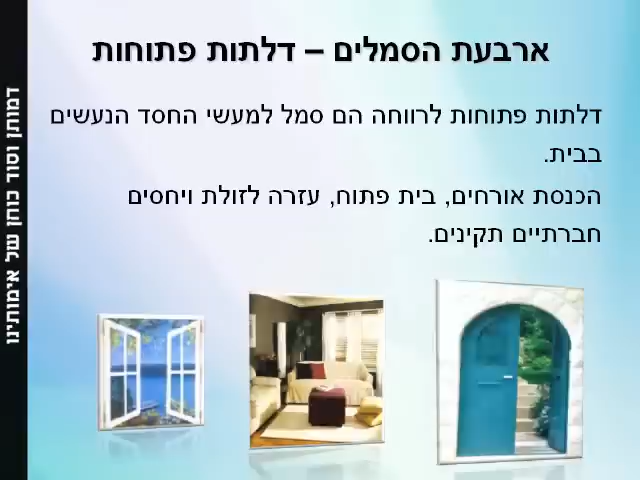 ארבעת הסמלים – דלתות פתוחות
דלתות פתוחות לרווחה הם סמל למעשי החסד הנעשים
בבית.
הכנסת אורחים, בית פתוח, עזרה לזולת ויחסים
חברתיים תקינים.
דמותן וסוד כוחן של אימותינו